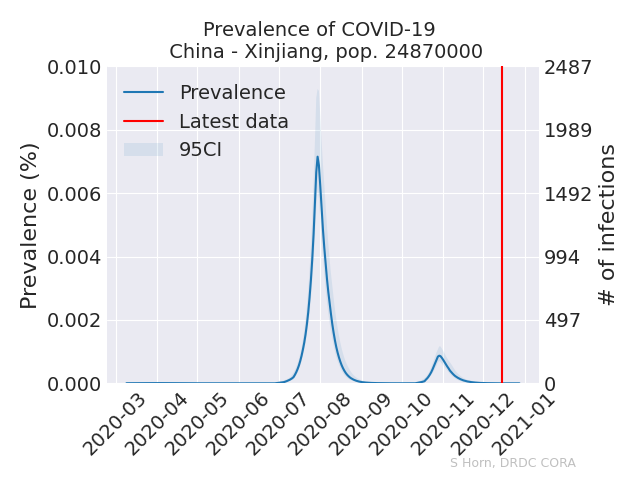 Prevalence of COVID-19
China - Xinjiang, pop. 24870000
Prevalence
Latest data
95CI
Prevalence (%)
0.010
0.008
0.006
0.004
0.002
0.000
2487
1989
1492
994
497
0
# of infections
2020-03
2020-04
2020-05
2020-06
2020-07
2020-08
2020-09
2020-10
2020-11
2020-12
2021-01
S Horn, DRDC CORA